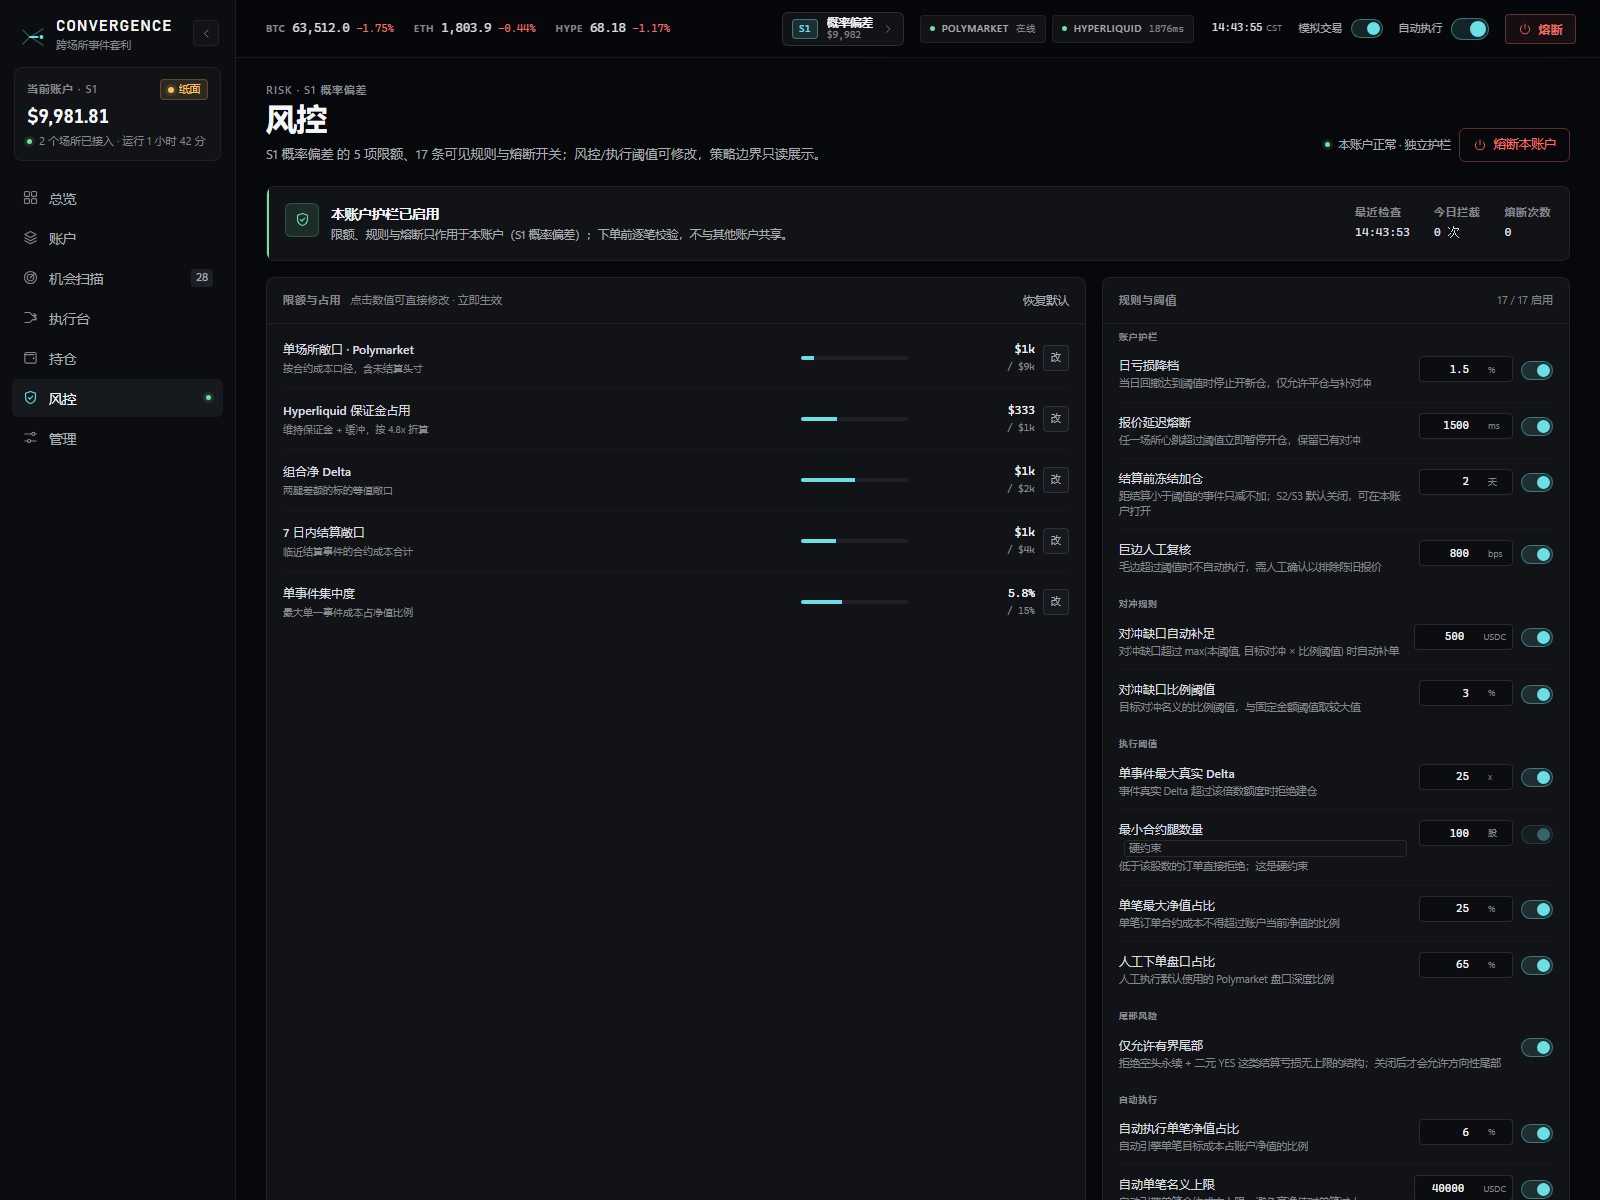 CONVERGENCE
跨场所事件套利
当前账户 · S1
纸面
$9,981.81
2 个场所已接入 · 运行 1 小时 42 分
总览
账户
机会扫描
28
执行台
持仓
风控
管理
BTC 63,512.0 -1.75% ETH 1,803.9 -0.44% HYPE 68.18 -1.17%
S1
概率偏差
$9,982
POLYMARKET 在线
HYPERLIQUID 1876ms
14:43:55 CST
模拟交易
自动执行
熔断
RISK · S1 概率偏差
风控
S1 概率偏差 的 5 项限额、17 条可见规则与熔断开关；风控/执行阈值可修改，策略边界只读展示。
本账户正常 · 独立护栏
熔断本账户
本账户护栏已启用
限额、规则与熔断只作用于本账户（S1 概率偏差）；下单前逐笔校验，不与其他账户共享。
最近检查
14:43:53
今日拦截
0 次
熔断次数
0
限额与占用 点击数值可直接修改 · 立即生效
恢复默认
单场所敞口 · Polymarket
按合约成本口径，含未结算头寸
$1k
/ $9k
改
Hyperliquid 保证金占用
维持保证金 + 缓冲，按 4.8x 折算
$333
/ $1k
改
组合净 Delta
两腿差额的标的等值敞口
$1k
/ $2k
改
7 日内结算敞口
临近结算事件的合约成本合计
$1k
/ $4k
改
单事件集中度
最大单一事件成本占净值比例
5.8%
/ 15%
改
规则与阈值
17 / 17 启用
账户护栏
日亏损降档
当日回撤达到阈值时停止开新仓，仅允许平仓与补对冲
1.5 %
报价延迟熔断
任一场所心跳超过阈值立即暂停开仓，保留已有对冲
1500 ms
结算前冻结加仓
距结算小于阈值的事件只减不加；S2/S3 默认关闭，可在本账
户打开
2 天
巨边人工复核
毛边超过阈值时不自动执行，需人工确认以排除陈旧报价
800 bps
对冲规则
对冲缺口自动补足
对冲缺口超过 max(本阈值, 目标对冲 × 比例阈值) 时自动补单
500 USDC
对冲缺口比例阈值
目标对冲名义的比例阈值，与固定金额阈值取较大值
3 %
执行阈值
单事件最大真实 Delta
事件真实 Delta 超过该倍数额度时拒绝建仓
25 x
最小合约腿数量
硬约束
低于该股数的订单直接拒绝；这是硬约束
100 股
单笔最大净值占比
单笔订单合约成本不得超过账户当前净值的比例
25 %
人工下单盘口占比
人工执行默认使用的 Polymarket 盘口深度比例
65 %
尾部风险
仅允许有界尾部
拒绝空头永续 + 二元 YES 这类结算亏损无上限的结构；关闭后才会允许方向性尾部
自动执行
自动执行单笔净值占比
自动引擎单笔目标成本占账户净值的比例
6 %
自动单笔名义上限
40000 USDC